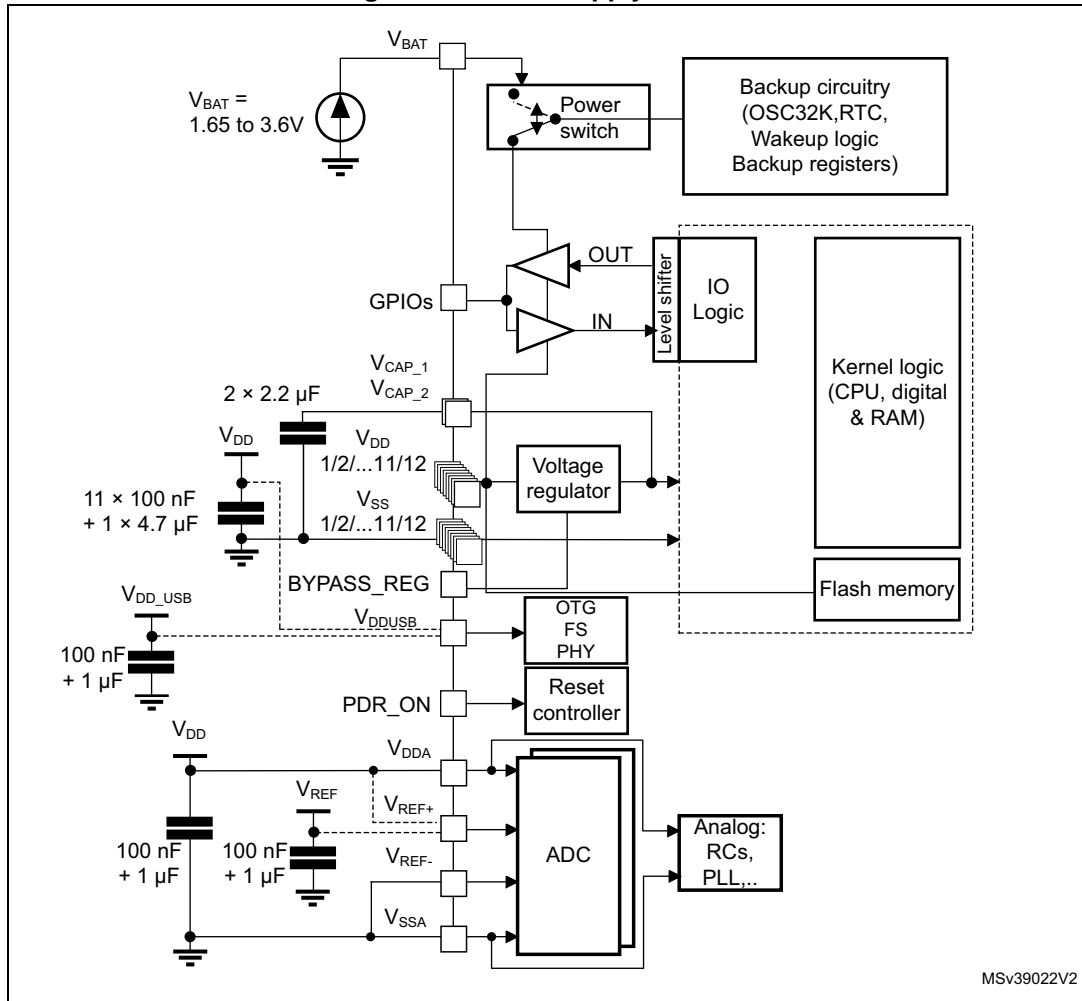 VBAT
VBAT =
1.65 to 3.6V
Power
switch
Backup circuitry
(OSC32K,RTC,
Wakeup logic
Backup registers)
OUT
GPIOs
IN
Level shifter
IO
Logic
Kernel logic
(CPU, digital
& RAM)
VCAP_1
VCAP_2
2 × 2.2 μF
VDD
VDD
1/2/...11/12
Voltage
regulator
11 × 100 nF
+ 1 × 4.7 μF
VSS
1/2/...11/12
BYPASS_REG
Flash memory
VDD_USB
VDDUSB
OTG
FS
PHY
100 nF
+ 1 μF
PDR_ON
Reset
controller
VDD
VDDA
VREF
VREF+
100 nF
+ 1 μF
100 nF
+ 1 μF
VREF-
ADC
Analog:
RCs,
PLL,..
VSSA
MSv39022V2